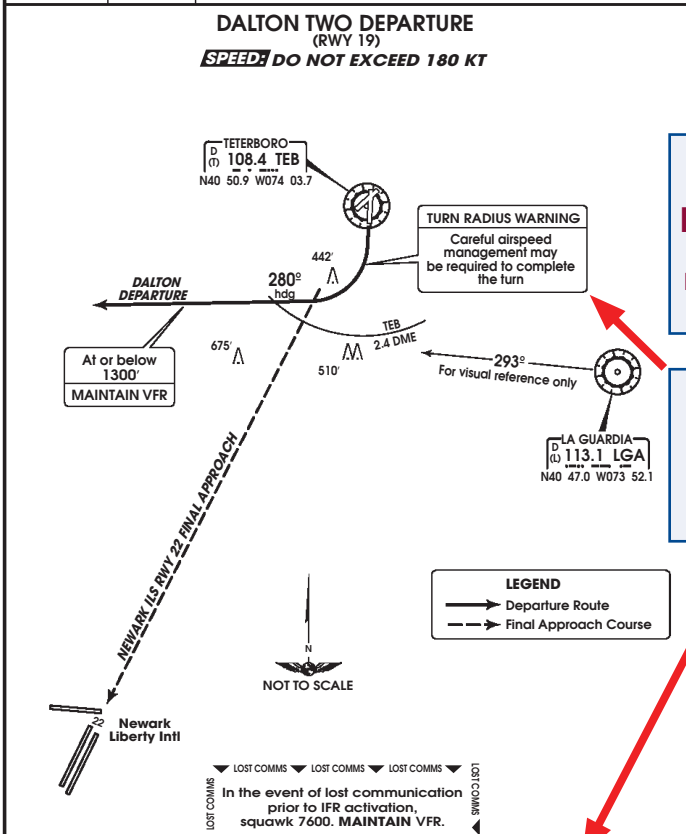 DALTON TWO DEPARTURE
(RWY 19)
SPEED: DO NOT EXCEED 180 KT
TETERBORO
D
(T) 108.4 TEB
N40 50.9 W074 03.7
TURN RADIUS WARNING
Careful airspeed
management may
be required to complete
the turn
442'
280º
hdg
DALTON
DEPARTURE
TEB
2.4 DME
At or below
1300'
MAINTAIN VFR
675'
510'
293º
For visual reference only
LA GUARDIA
D
(L) 113.1 LGA
N40 47.0 W073 52.1
NEWARK ILS RWY 22 FINAL APPROACH
LEGEND
Departure Route
Final Approach Course
N
NOT TO SCALE
22
Newark
Liberty Intl
LOST COMMS LOST COMMS LOST COMMS
LOST COMMS
LOST COMMS
In the event of lost communication
prior to IFR activation,
squawk 7600. MAINTAIN VFR.